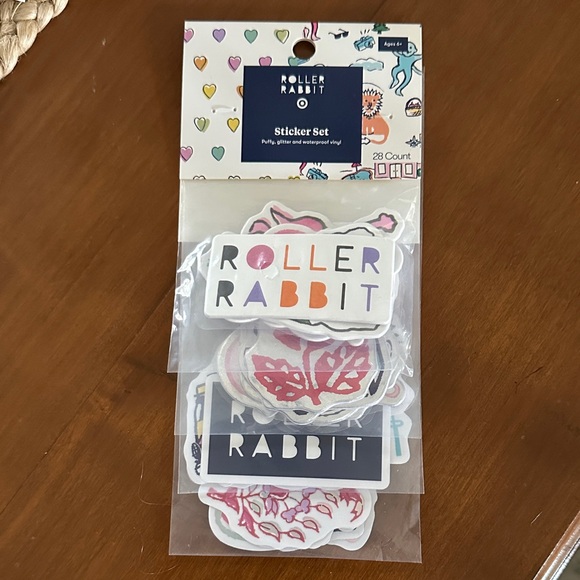 ROLLER
RABBIT
Ages 4+
Sticker Set
Puffy, glitter and waterproof vinyl
28 Count
ROLLER
RABBIT
ROLLER
RABBIT